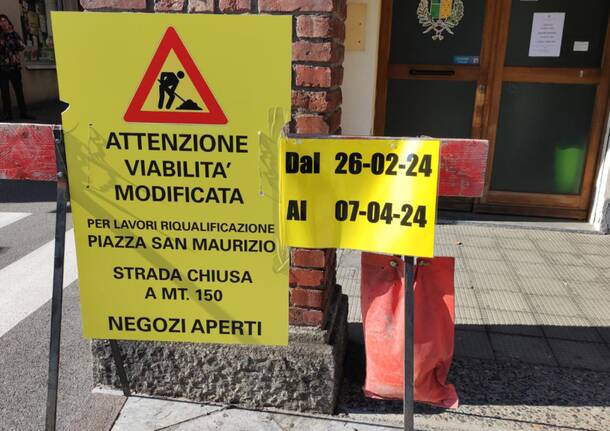 ATTENZIONE
VIABILITA'
MODIFICATA
PER LAVORI RIQUALIFICAZIONE
PIAZZA SAN MAURIZIO
STRADA CHIUSA
A MT. 150
NEGOZI APERTI
Dal 26-02-24
Al 07-04-24